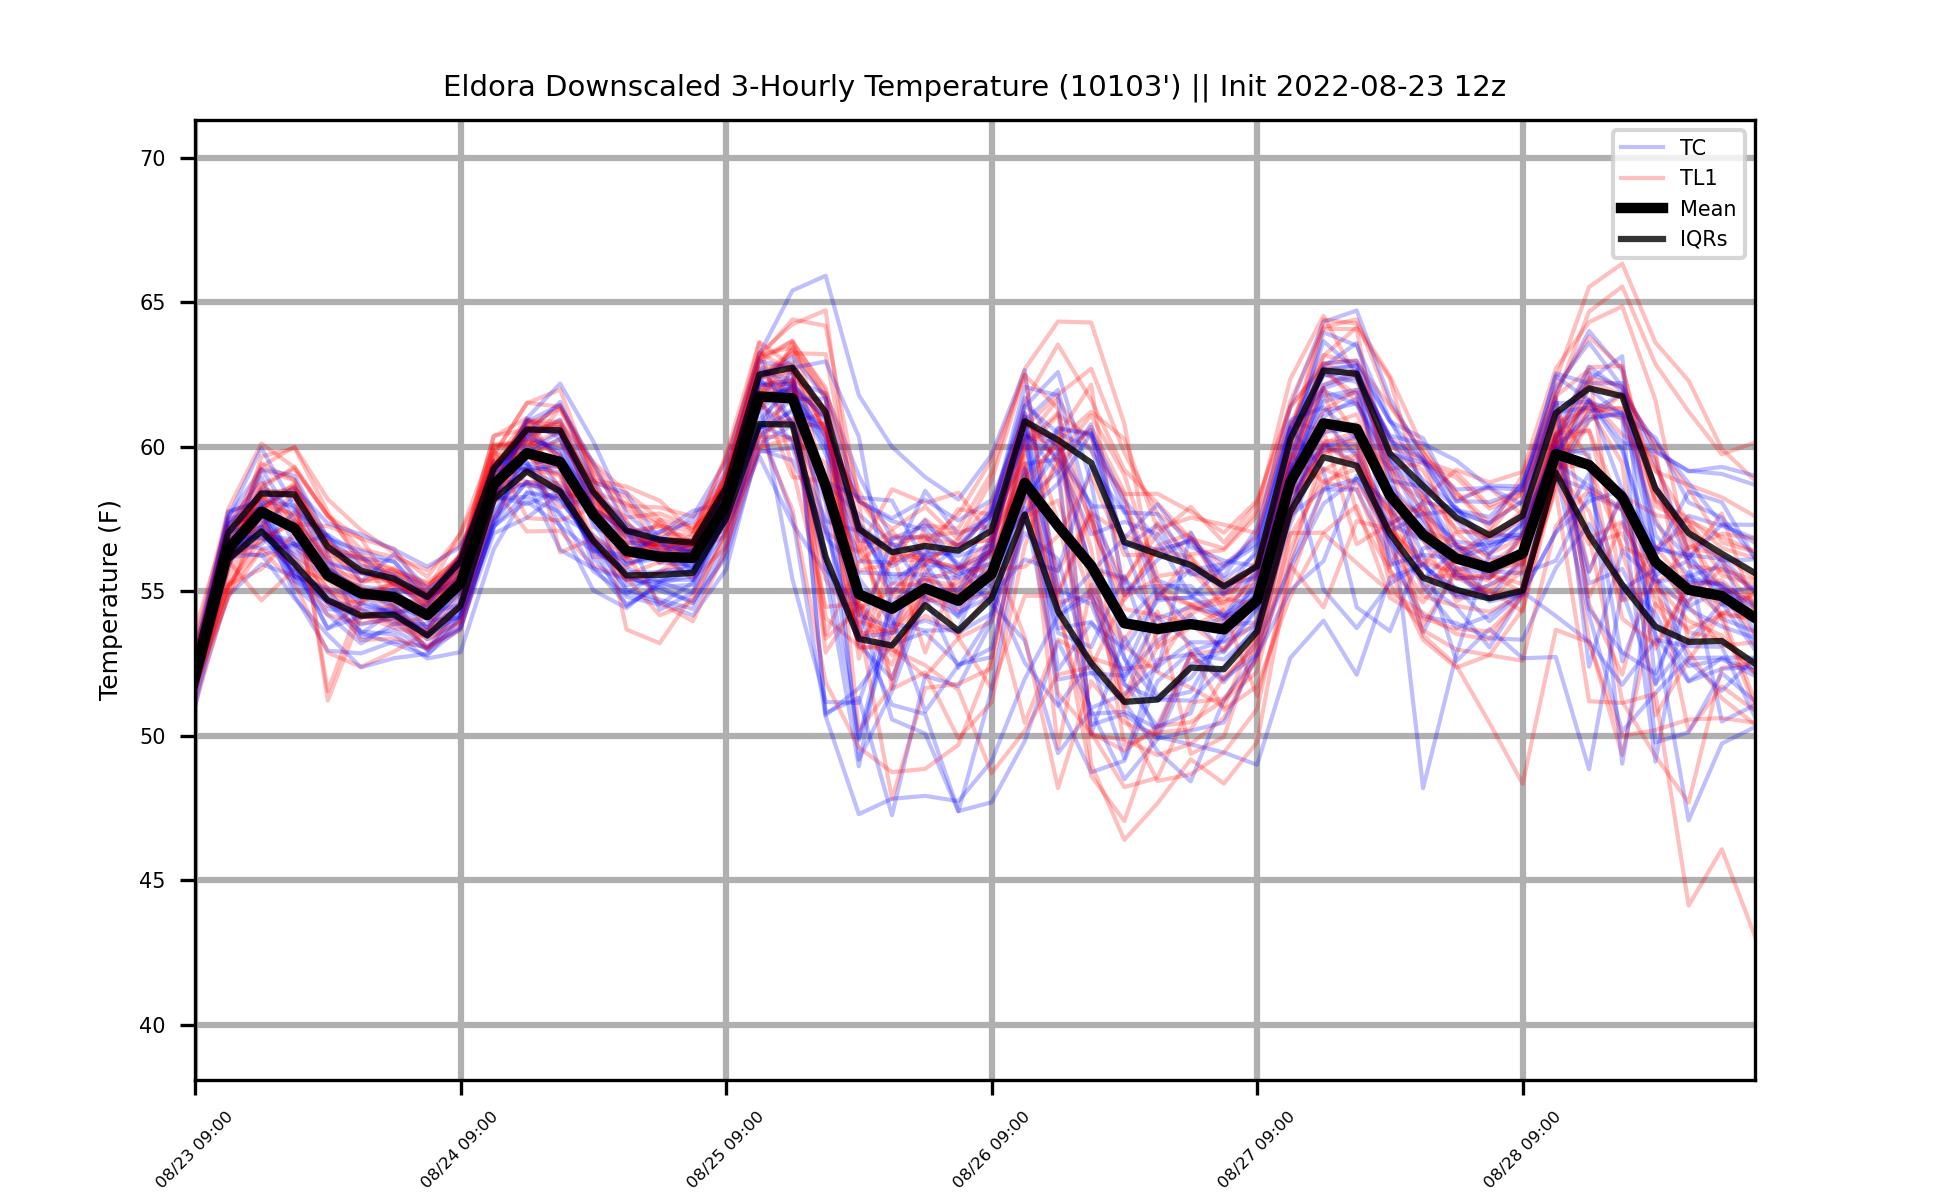 Eldora Downscaled 3-Hourly Temperature (10103') || Init 2022-08-23 12z
TC
TL1
Mean
IQRs
Temperature (F)
70
65
60
55
50
45
40
08/23 09:00
08/24 09:00
08/25 09:00
08/26 09:00
08/27 09:00
08/28 09:00